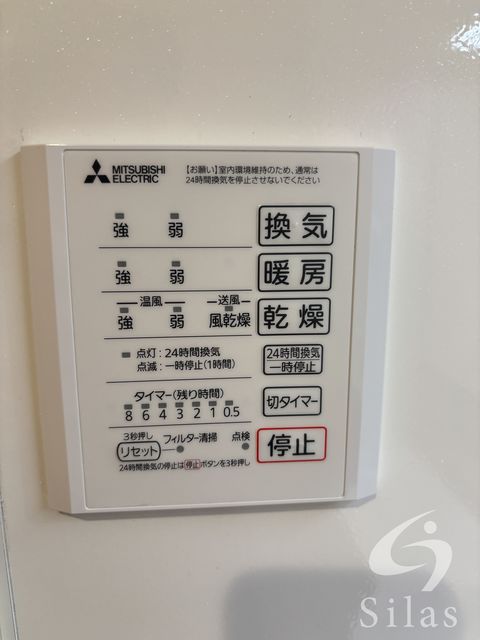 MITSUBISHI
ELECTRIC
【お願い】室内環境維持のため、通常は
24時間換気を停止させないでください
強 弱 換気
強 弱 暖房
温風 送風
強 弱 風乾燥 乾燥
点灯:24時間換気
点滅:一時停止(1時間)
24時間換気
一時停止
タイマー(残り時間)
8 6 4 3 2 1 0.5
切タイマー
3秒押し
リセット フィルター清掃 点検
停止
24時間換気の停止は停止ボタンを3秒押し
Silas